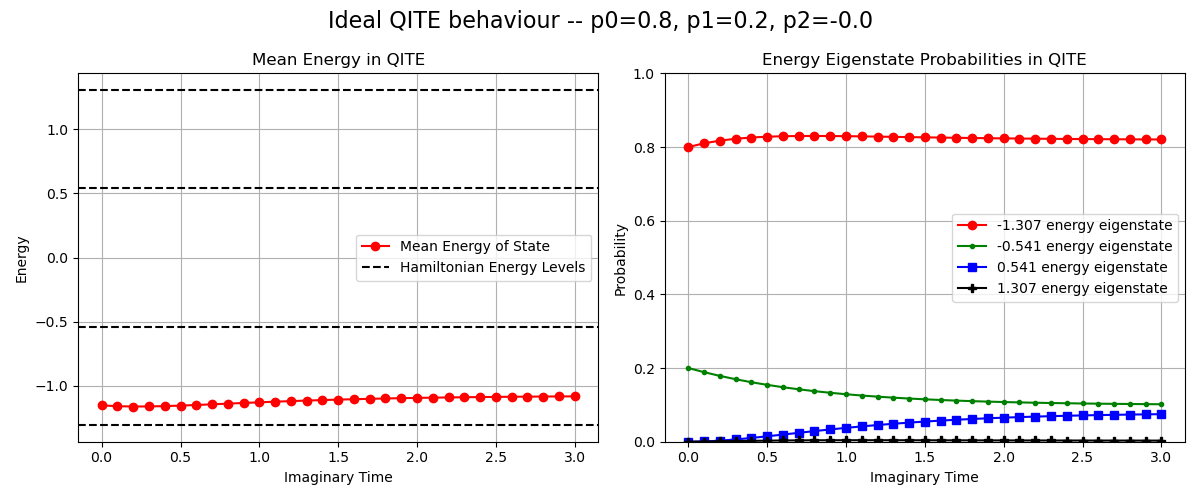 Ideal QITE behaviour -- p0=0.8, p1=0.2, p2=-0.0
Mean Energy in QITE
Energy
1.0
0.5
0.0
−0.5
−1.0
0.0 0.5 1.0 1.5 2.0 2.5 3.0
Imaginary Time
Mean Energy of State
Hamiltonian Energy Levels
Energy Eigenstate Probabilities in QITE
Probability
1.0
0.8
0.6
0.4
0.2
0.0
0.0 0.5 1.0 1.5 2.0 2.5 3.0
Imaginary Time
-1.307 energy eigenstate
-0.541 energy eigenstate
0.541 energy eigenstate
1.307 energy eigenstate